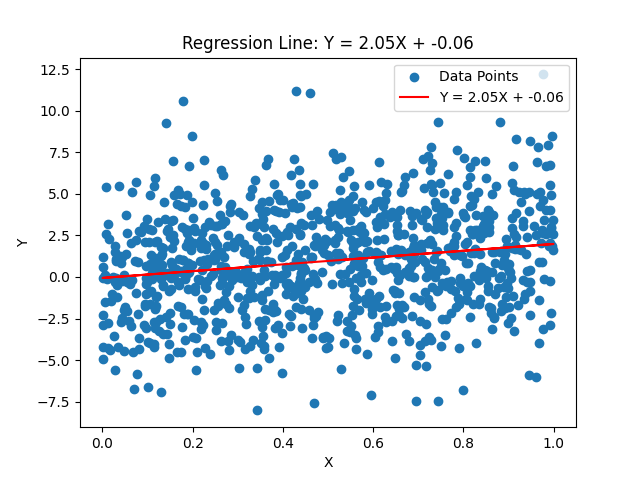 Regression Line: Y = 2.05X + -0.06
Data Points
Y = 2.05X + -0.06
12.5
10.0
7.5
5.0
2.5
0.0
−2.5
−5.0
−7.5
Y
0.0 0.2 0.4 0.6 0.8 1.0
X